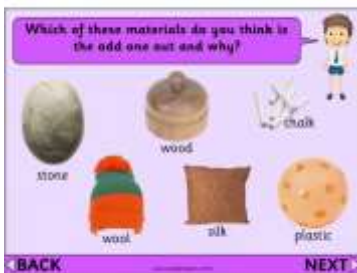 Which of these materials do you think is
the odd one out and why?
chalk
wood
stone
wool
silk
plastic
BACK
NEXT